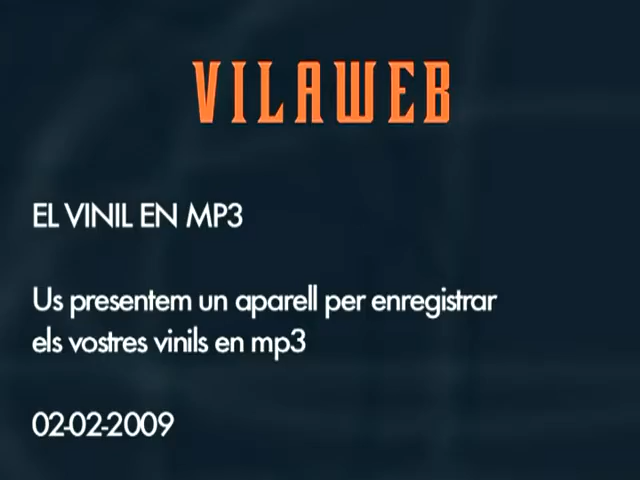 VILAWEB
EL VINIL EN MP3
Us presentem un aparell per enregistrar
els vostres vinils en mp3
02-02-2009